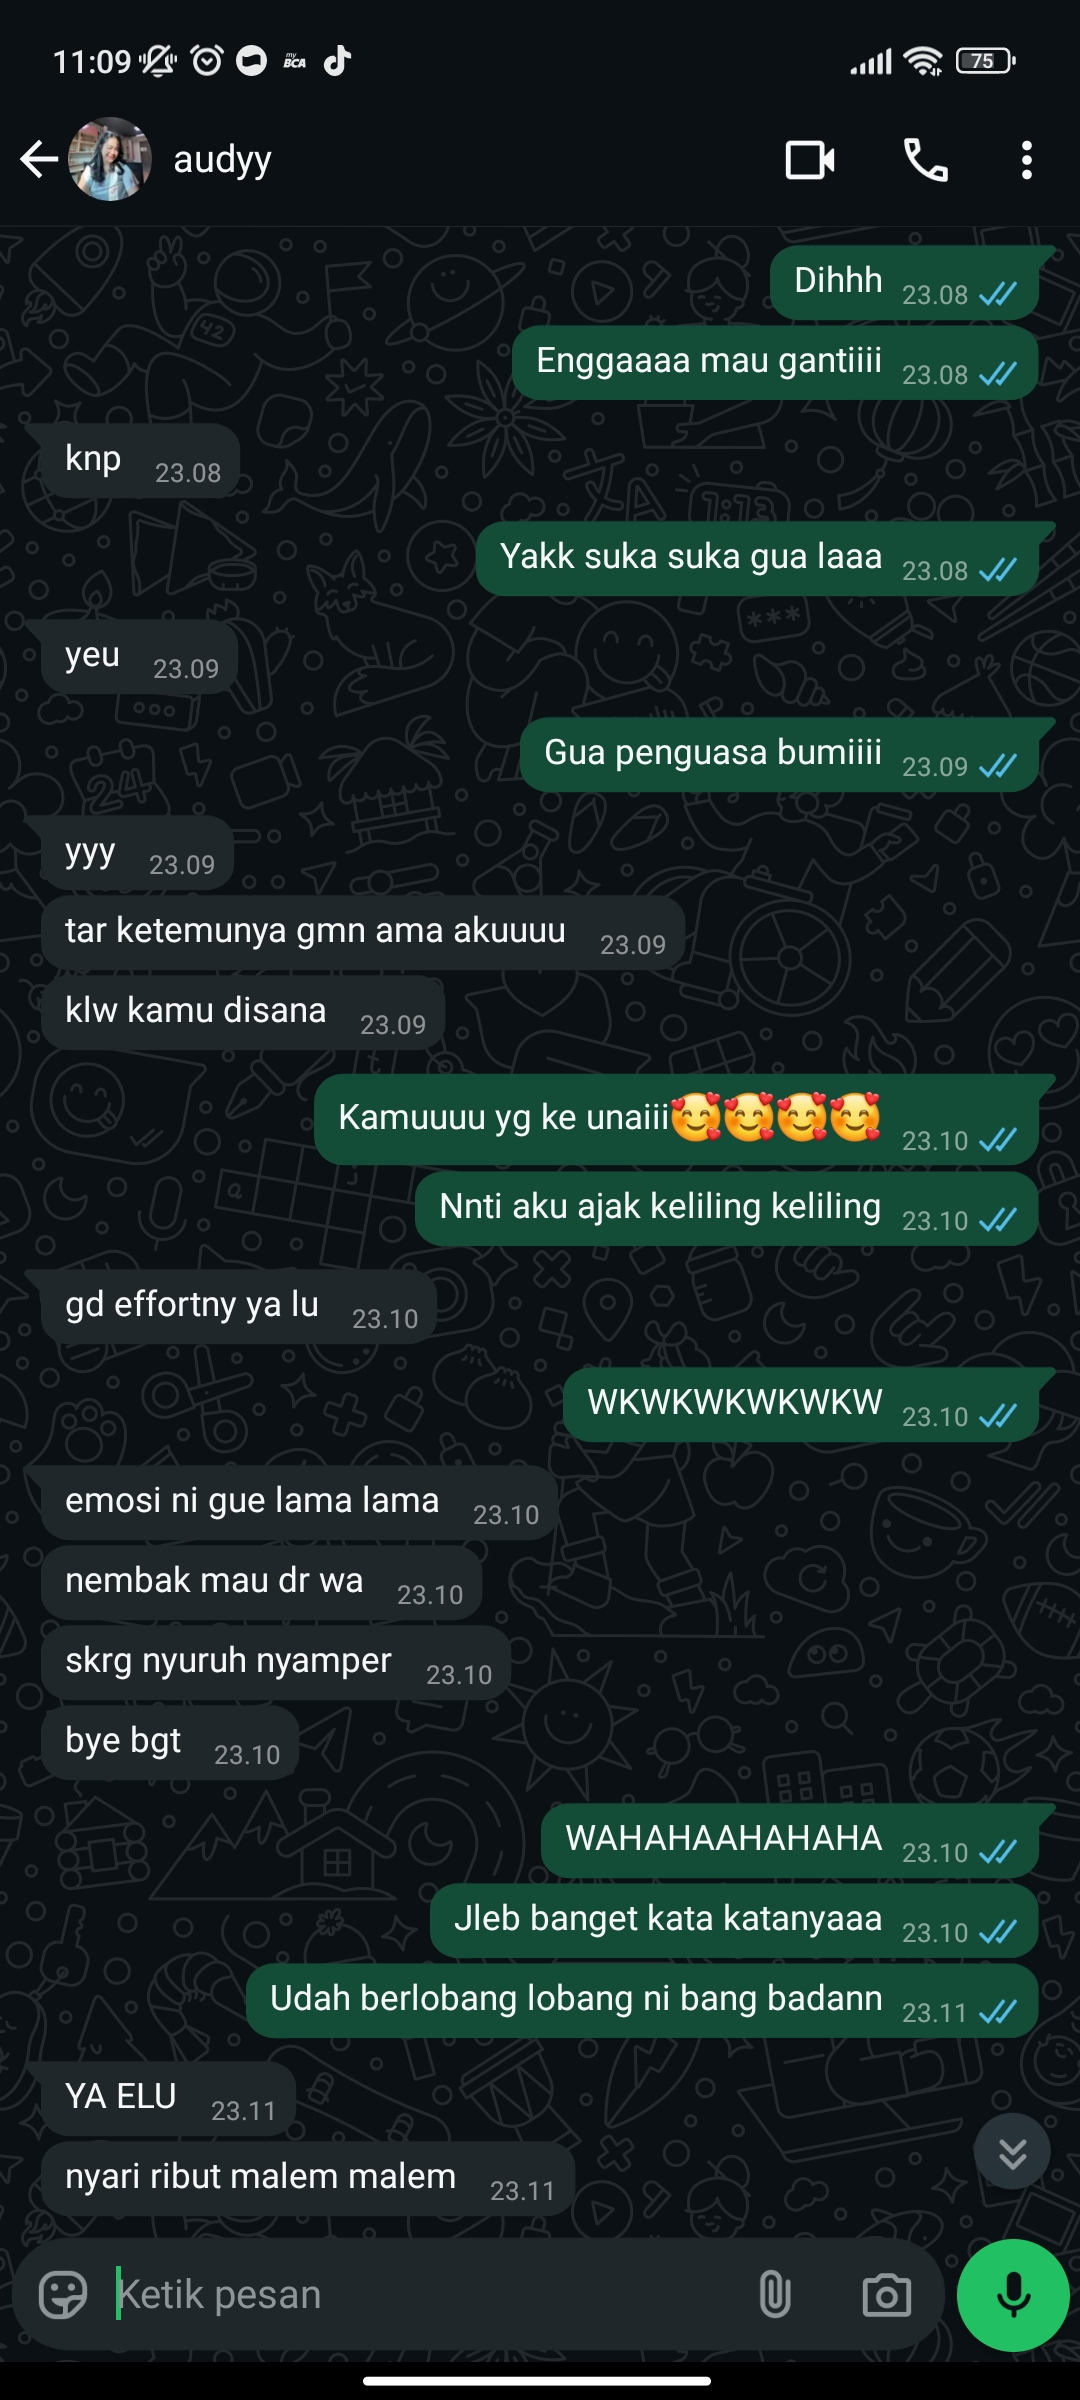 11:09 my BCA 75
audyy
Dihhh 23.08
Enggaaaa mau gantiiii 23.08
knp 23.08
Yakk suka suka gua laaa 23.08
yeu 23.09
Gua penguasa bumiiii 23.09
yyy 23.09
tar ketemunya gmn ama akuuuu 23.09
klw kamu disana 23.09
Kamuuuu yg ke unaiii🥰🥰🥰🥰 23.10
Nnti aku ajak keliling keliling 23.10
gd effortny ya lu 23.10
WKWKWKWKWKW 23.10
emosi ni gue lama lama 23.10
nembak mau dr wa 23.10
skrg nyuruh nyamper 23.10
bye bgt 23.10
WAHAHAAHAHAHA 23.10
Jleb banget kata katanyaaa 23.10
Udah berlobang lobang ni bang badann 23.11
YA ELU 23.11
nyari ribut malem malem 23.11
Ketik pesan